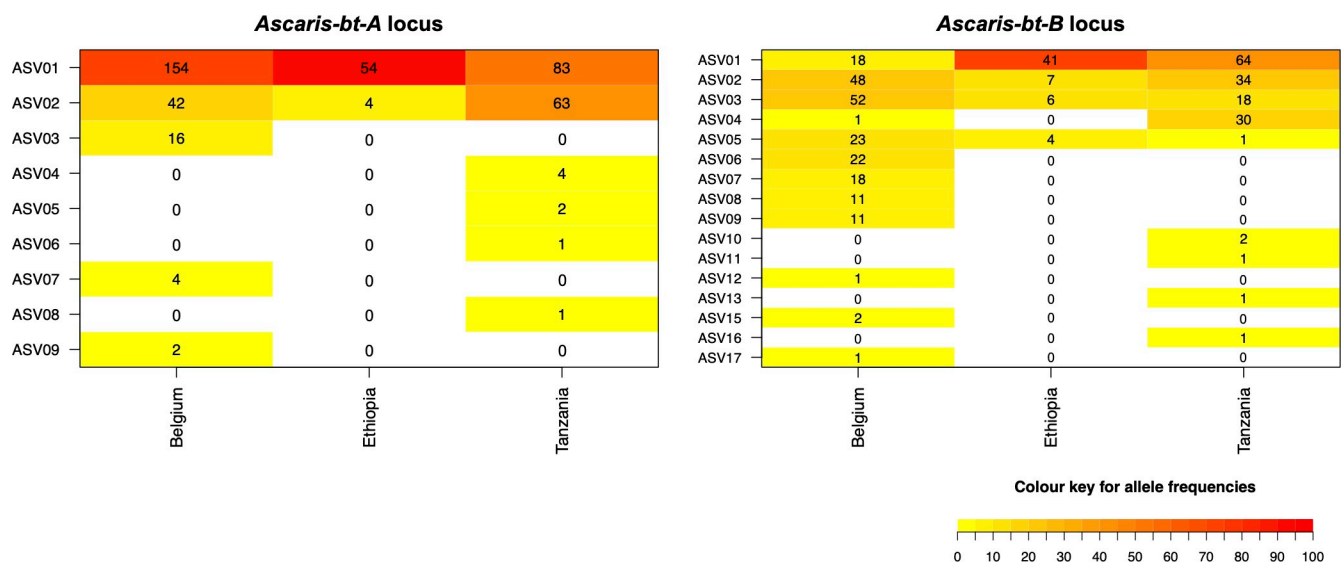 Ascaris-bt-A locus
ASV01 154 54 83
ASV02 42 4 63
ASV03 16 0 0
ASV04 0 0 4
ASV05 0 0 2
ASV06 0 0 1
ASV07 4 0 0
ASV08 0 0 1
ASV09 2 0 0
Belgium Ethiopia Tanzania
Ascaris-bt-B locus
ASV01 18 41 64
ASV02 48 7 34
ASV03 52 6 18
ASV04 1 0 30
ASV05 23 4 1
ASV06 22 0 0
ASV07 18 0 0
ASV08 11 0 0
ASV09 11 0 0
ASV10 0 0 2
ASV11 0 0 1
ASV12 1 0 0
ASV13 0 0 1
ASV15 2 0 0
ASV16 0 0 1
ASV17 1 0 0
Belgium Ethiopia Tanzania
Colour key for allele frequencies
0 10 20 30 40 50 60 70 80 90 100